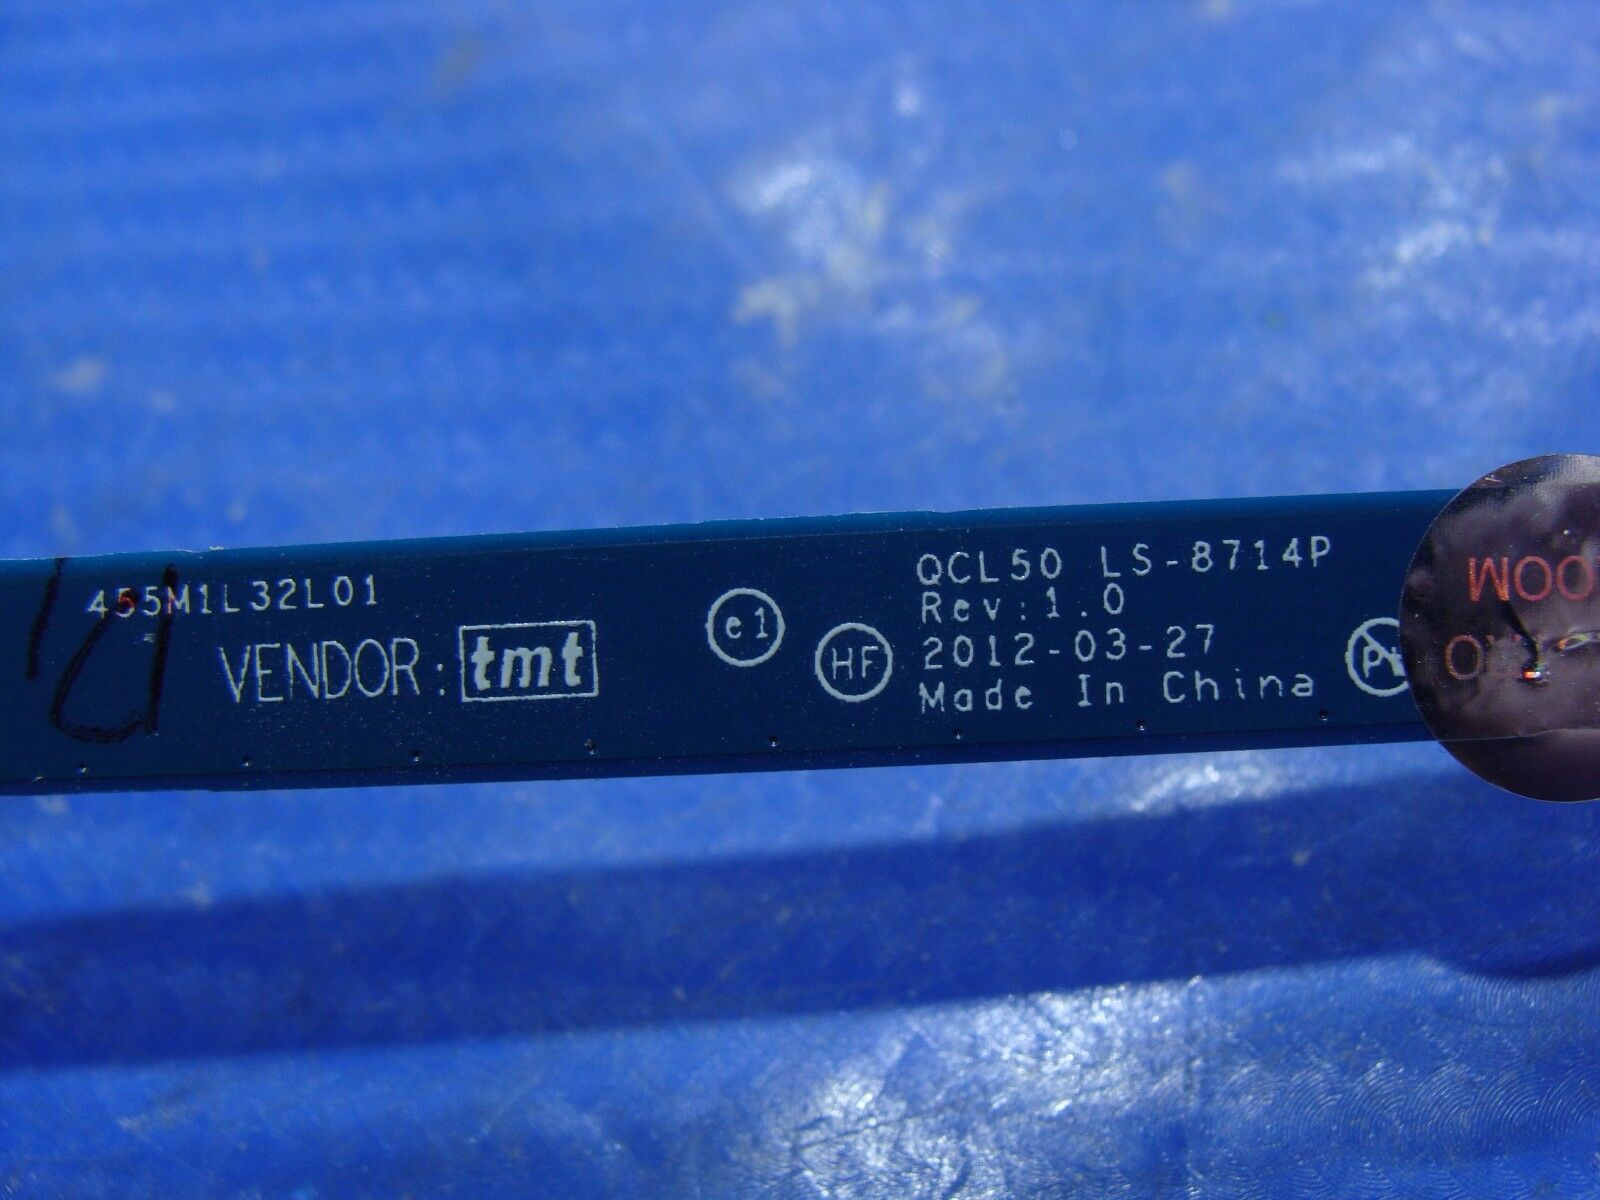 455M1L32L01
VENDOR: tmt
e1
HF
QCL50 LS-8714P
Rev:1.0
2012-03-27
Made In China